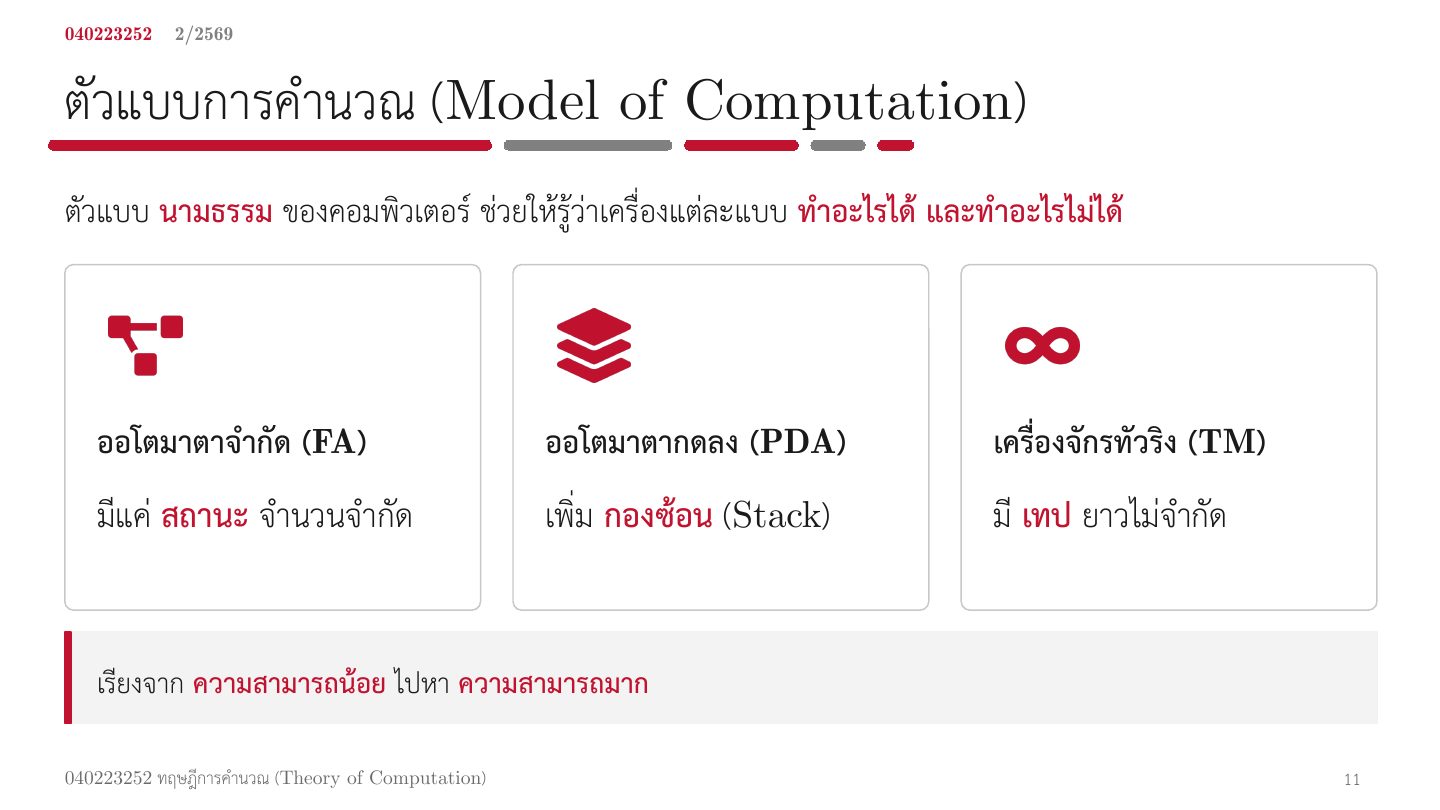 040223252 2/2569
ตัวแบบการคำนวณ (Model of Computation)
ตัวแบบ นามธรรม ของคอมพิวเตอร์ ช่วยให้รู้ว่าเครื่องแต่ละแบบ ทำอะไรได้ และทำอะไรไม่ได้
ออโตมาตาจำกัด (FA)
มีแค่ สถานะ จำนวนจำกัด
ออโตมาตากดลง (PDA)
เพิ่ม กองซ้อน (Stack)
เครื่องจักรทัวริง (TM)
มี เทป ยาวไม่จำกัด
เรียงจาก ความสามารถน้อย ไปหา ความสามารถมาก
040223252 ทฤษฎีการคำนวณ (Theory of Computation)
11